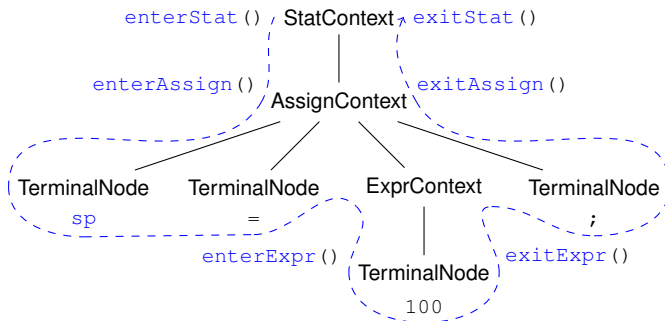 enterStat() StatContext exitStat()
enterAssign() exitAssign()
AssignContext
TerminalNode TerminalNode ExprContext TerminalNode
sp = ;
enterExpr() exitExpr()
TerminalNode
100